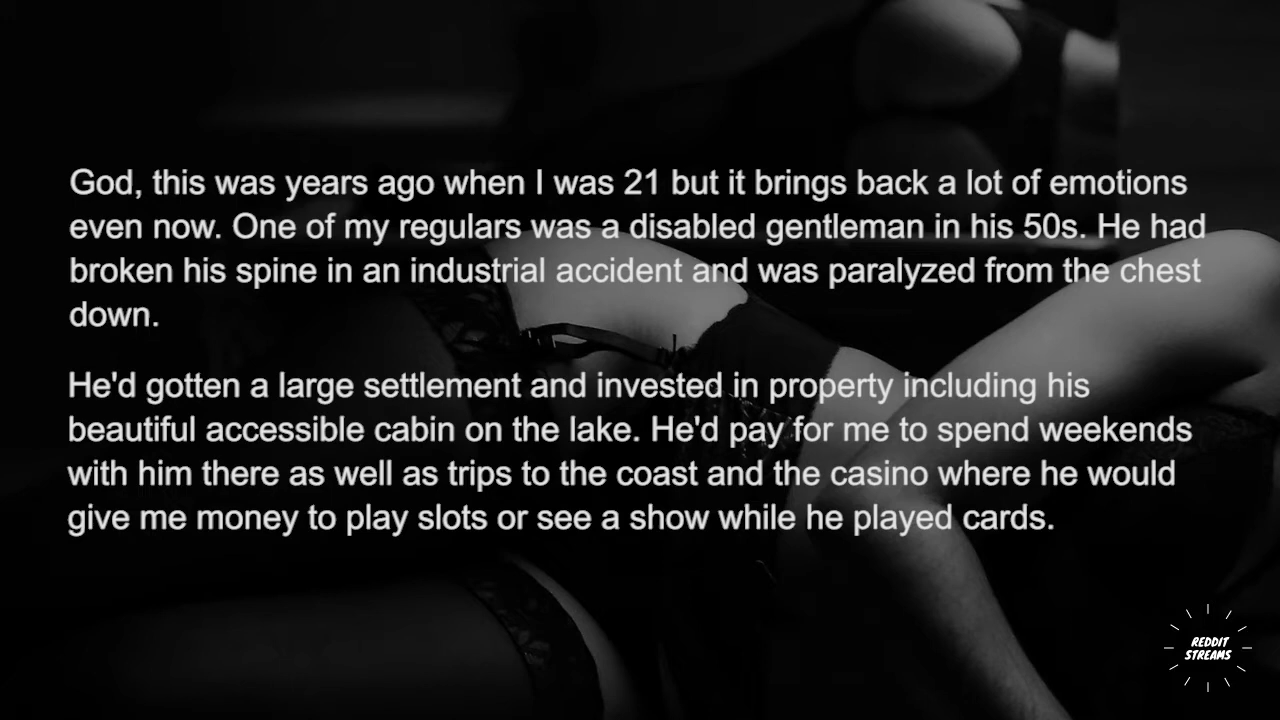 God, this was years ago when I was 21 but it brings back a lot of emotions
even now. One of my regulars was a disabled gentleman in his 50s. He had
broken his spine in an industrial accident and was paralyzed from the chest
down.
He'd gotten a large settlement and invested in property including his
beautiful accessible cabin on the lake. He'd pay for me to spend weekends
with him there as well as trips to the coast and the casino where he would
give me money to play slots or see a show while he played cards.
REDDIT
STREAMS